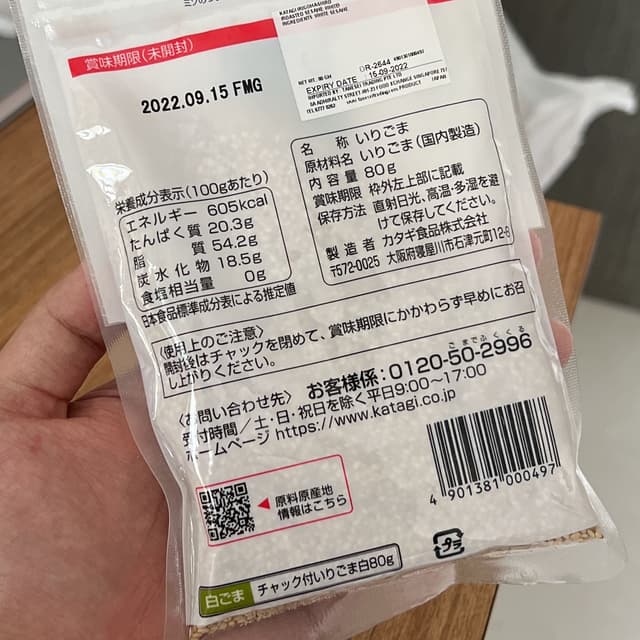 賞味期限(未開封)
2022.09.15 FMG
ROASTED SESAME WHITE
INGREDIENTS WHITE SESAME
NET WT. 80 GM
OR-2644
EXPIRY DATE 15-09-2022
名称 いりごま
原材料名 いりごま(国内製造)
内容量 80g
賞味期限 枠外左上部に記載
保存方法 直射日光、高温・多湿を避
けて保存してください。
製造者 カタギ食品株式会社
〒572-0025 大阪府寝屋川市石津元町12-8
栄養成分表示(100gあたり)
エネルギー 605kcal
たんぱく質 20.3g
脂質 54.2g
炭水化物 18.5g
食塩相当量 0g
日本食品標準成分表による推定値
〈使用上のご注意〉
開封後はチャックを閉めて、賞味期限にかかわらず早めにお召
し上がりください。
〈お問い合わせ先〉 お客様係:0120-50-2996
受付時間/土・日・祝日を除く平日9:00~17:00
ホームページ https://www.katagi.co.jp
原料原産地
情報はこちら
4 901381 000497
プラ
白ごま チャック付いりごま白80g